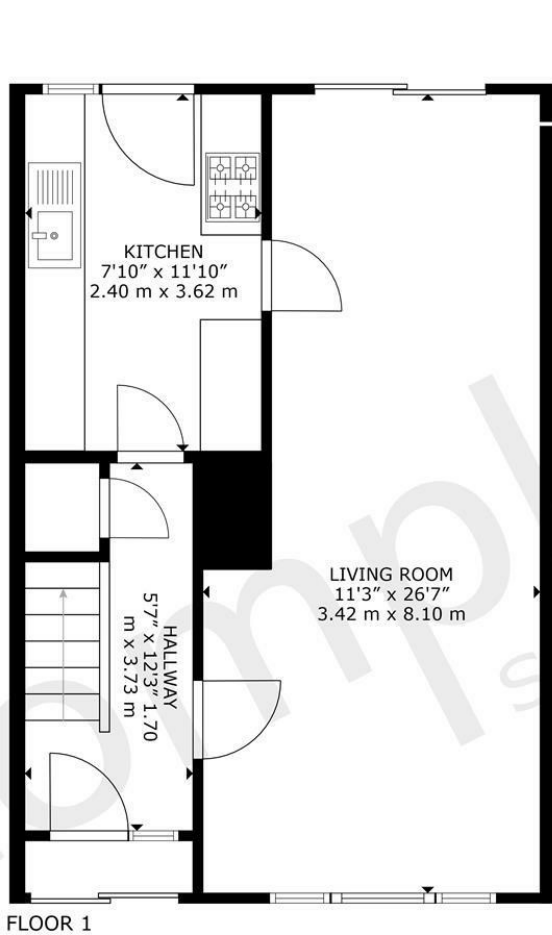 KITCHEN
7'10″ x 11'10″
2.40 m x 3.62 m
LIVING ROOM
11'3″ x 26'7″
3.42 m x 8.10 m
HALLWAY
5'7″ x 12'3″ 1.70
m x 3.73 m
FLOOR 1
ompl
s